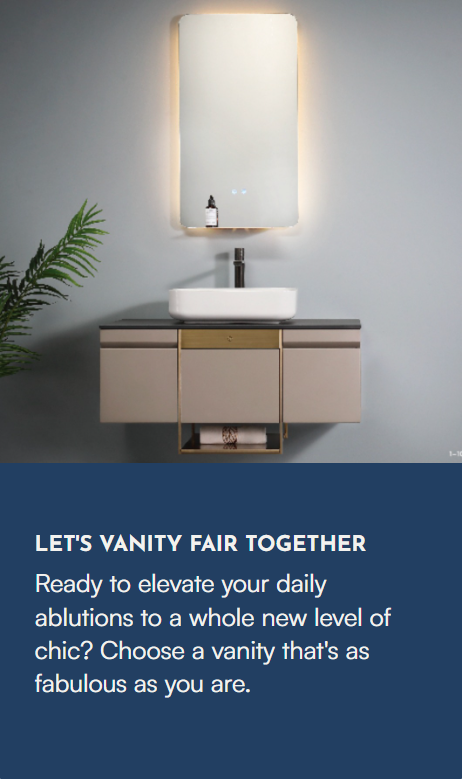 LET'S VANITY FAIR TOGETHER
Ready to elevate your daily
ablutions to a whole new level of
chic? Choose a vanity that's as
fabulous as you are.